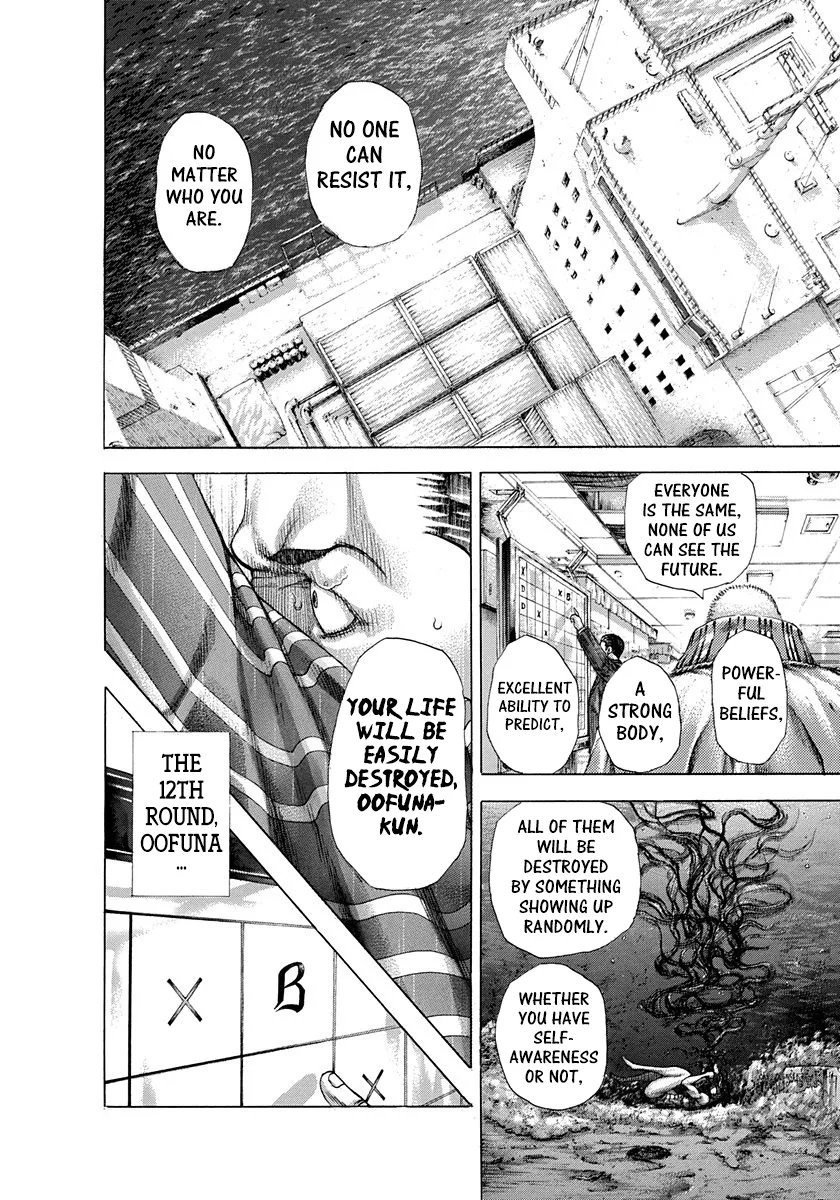 NO ONE
CAN
RESIST IT,
NO
MATTER
WHO YOU
ARE.
EVERYONE
IS THE SAME,
NONE OF US
CAN SEE THE
FUTURE.
POWER-
FUL
BELIEFS,
A
STRONG
BODY,
EXCELLENT
ABILITY TO
PREDICT,
ALL OF THEM
WILL BE
DESTROYED
BY SOMETHING
SHOWING UP
RANDOMLY.
WHETHER
YOU HAVE
SELF-
AWARENESS
OR NOT,
YOUR LIFE
WILL BE
EASILY
DESTROYED,
OOFUNA-
KUN.
THE
12TH
ROUND,
OOFUNA
...
X B
X